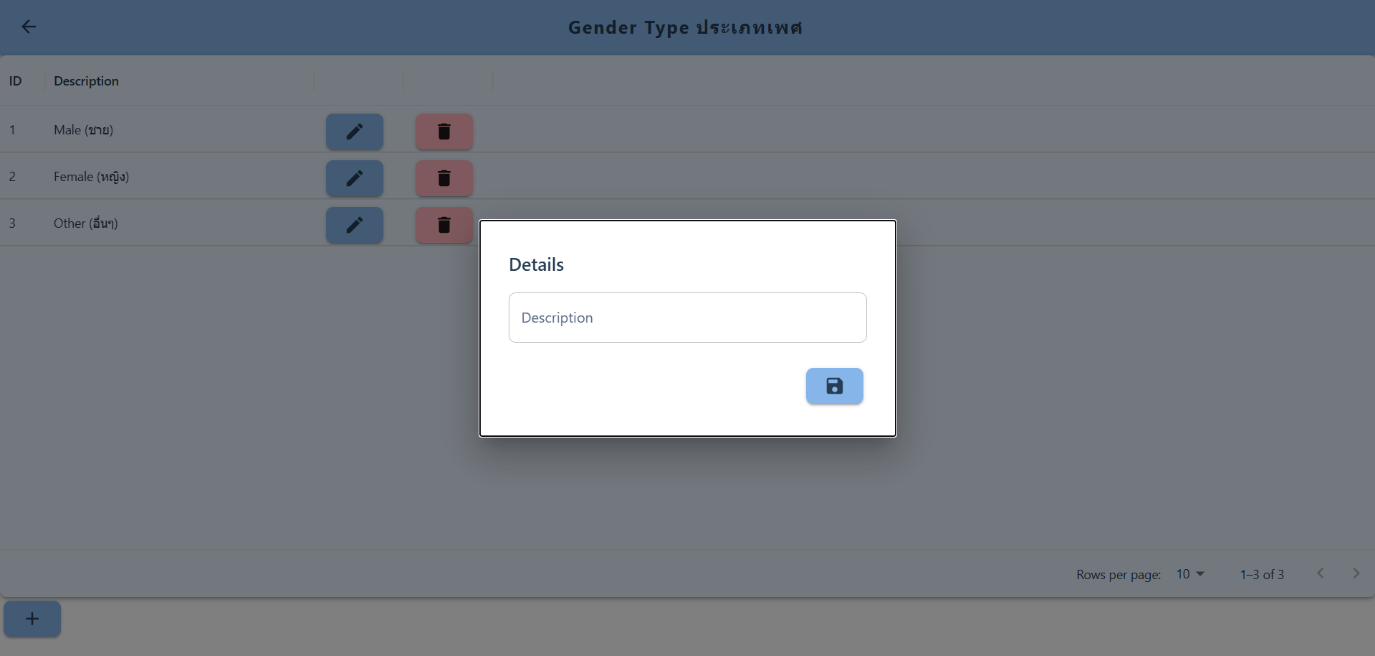 Gender Type ประเภทเพศ
ID Description
1 Male (ชาย)
2 Female (หญิง)
3 Other (อื่นๆ)
Details
Description
Rows per page: 10 1–3 of 3